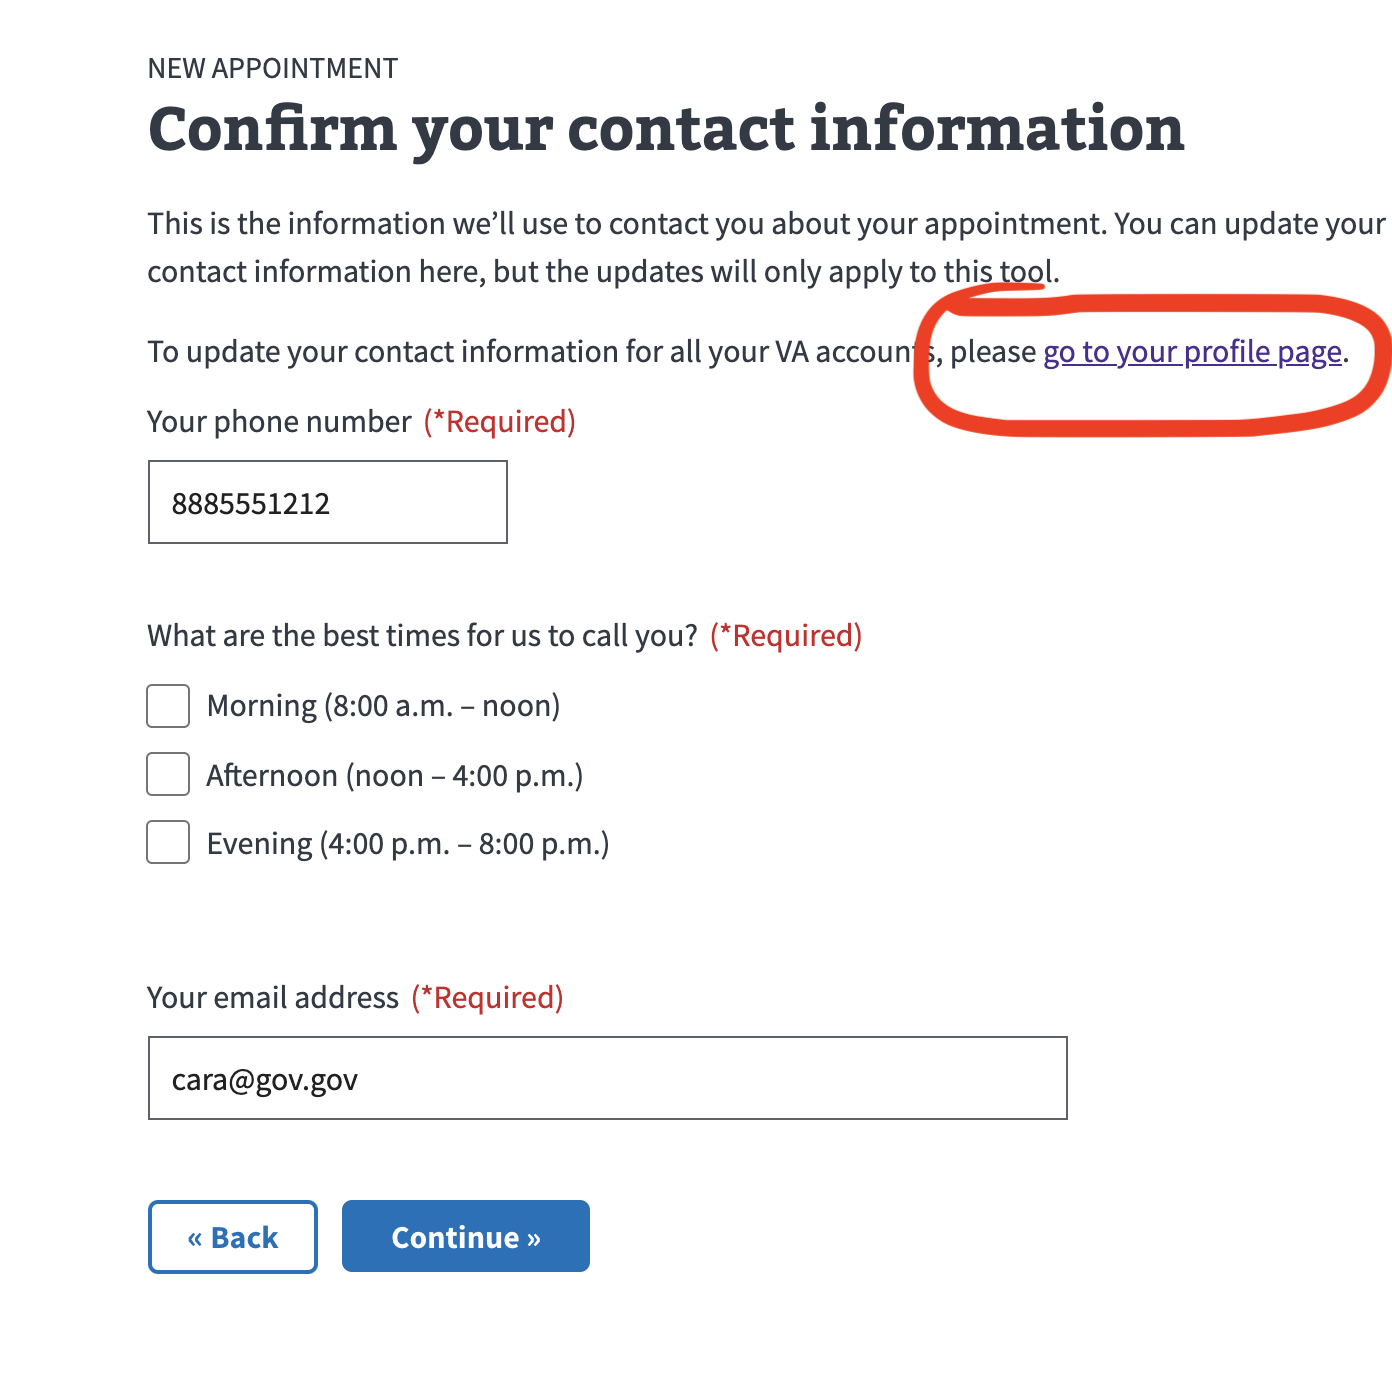 NEW APPOINTMENT
Confirm your contact information
This is the information we’ll use to contact you about your appointment. You can update your
contact information here, but the updates will only apply to this tool.
To update your contact information for all your VA accounts, please go to your profile page.
Your phone number (*Required)
8885551212
What are the best times for us to call you? (*Required)
Morning (8:00 a.m. – noon)
Afternoon (noon – 4:00 p.m.)
Evening (4:00 p.m. – 8:00 p.m.)
Your email address (*Required)
cara@gov.gov
« Back
Continue »